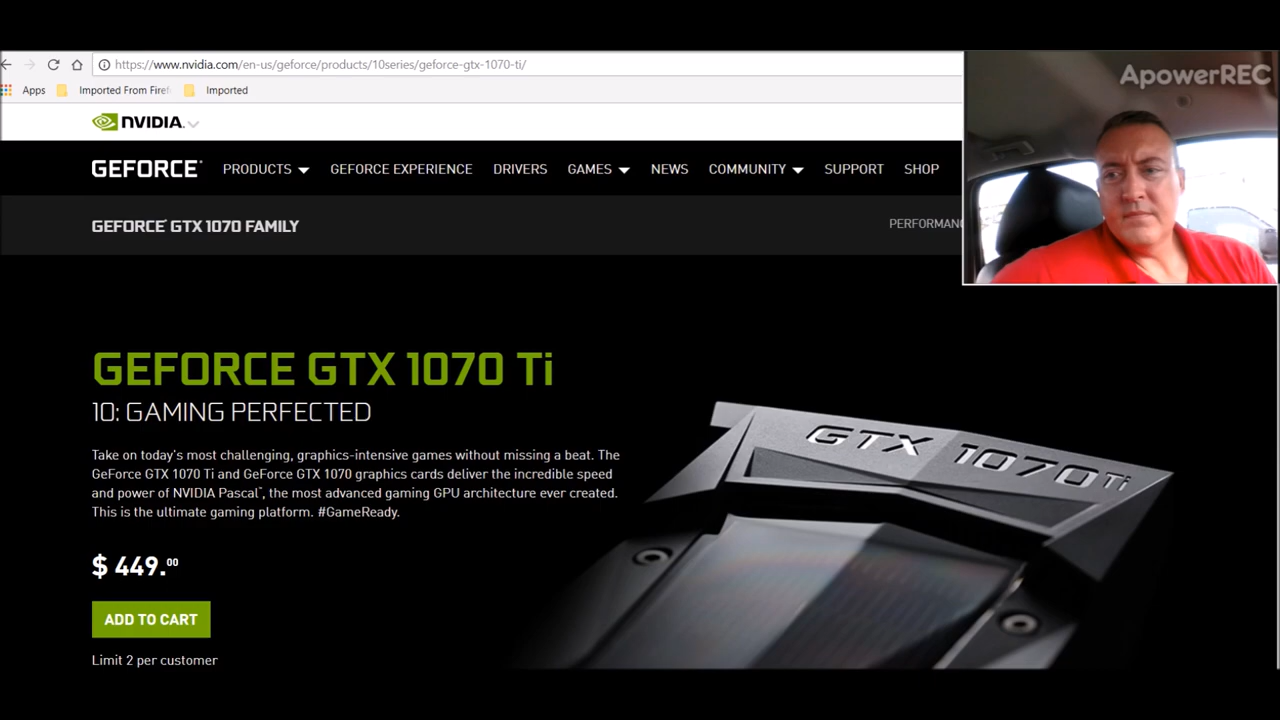 https://www.nvidia.com/en-us/geforce/products/10series/geforce-gtx-1070-ti/
Apps Imported From Firef Imported
ApowerREC
NVIDIA.
GEFORCE® PRODUCTS GEFORCE EXPERIENCE DRIVERS GAMES NEWS COMMUNITY SUPPORT SHOP
GEFORCE® GTX 1070 FAMILY PERFORMAN
GEFORCE GTX 1070 Ti
10: GAMING PERFECTED
Take on today's most challenging, graphics-intensive games without missing a beat. The
GeForce GTX 1070 Ti and GeForce GTX 1070 graphics cards deliver the incredible speed
and power of NVIDIA Pascal™, the most advanced gaming GPU architecture ever created.
This is the ultimate gaming platform. #GameReady.
$ 449.00
ADD TO CART
Limit 2 per customer
GTX 1070Ti